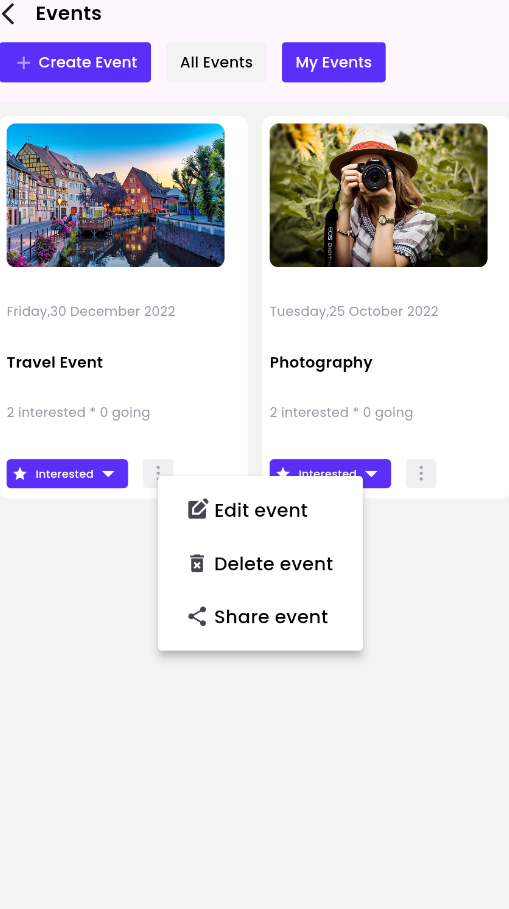 Events
Create Event
All Events
My Events
Friday,30 December 2022
Tuesday,25 October 2022
Travel Event
Photography
2 interested * 0 going
2 interested * 0 going
Interested
Interested
Edit event
Delete event
Share event